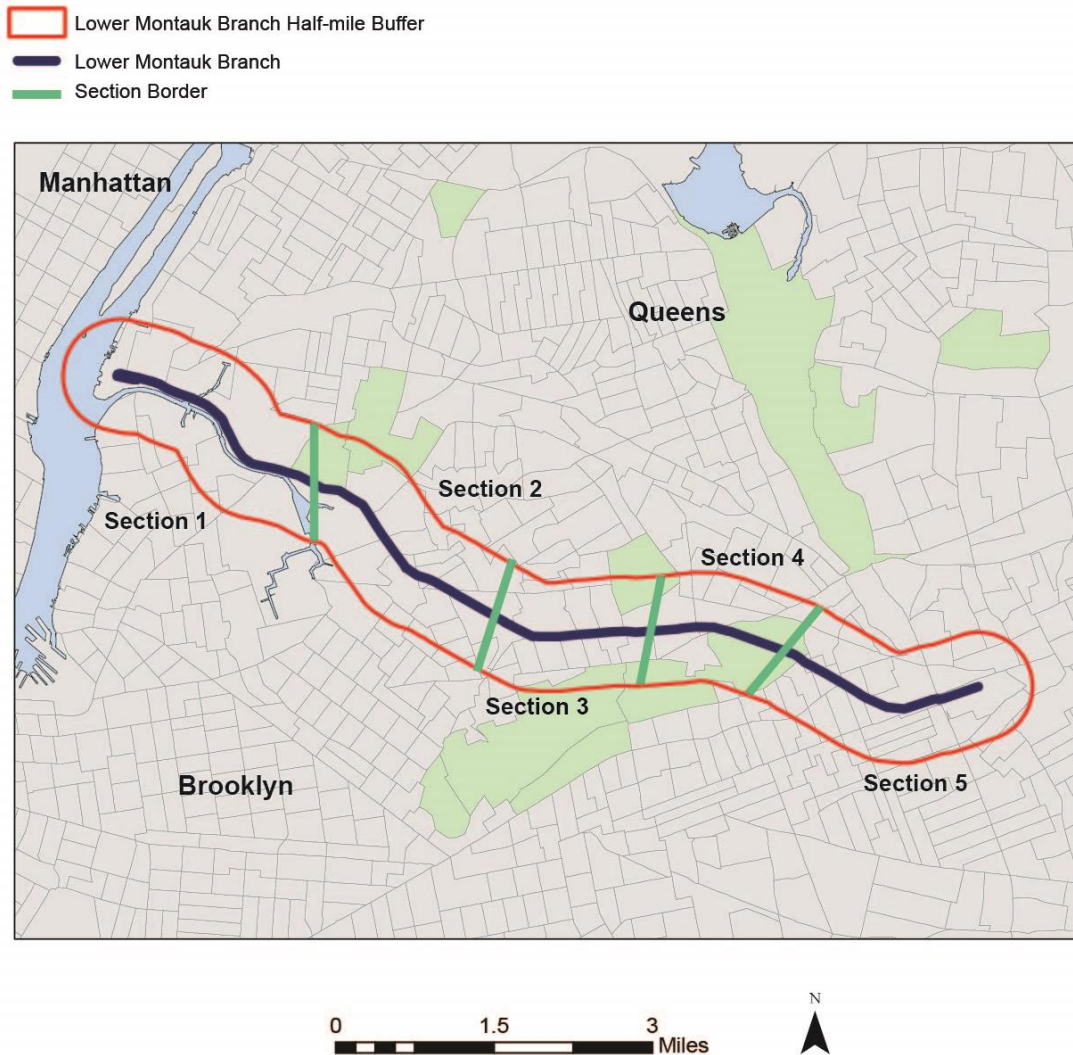 Lower Montauk Branch Half-mile Buffer
Lower Montauk Branch
Section Border
Manhattan
Queens
Section 2
Section 1
Section 4
Section 3
Brooklyn
Section 5
N
0 1.5 3
Miles